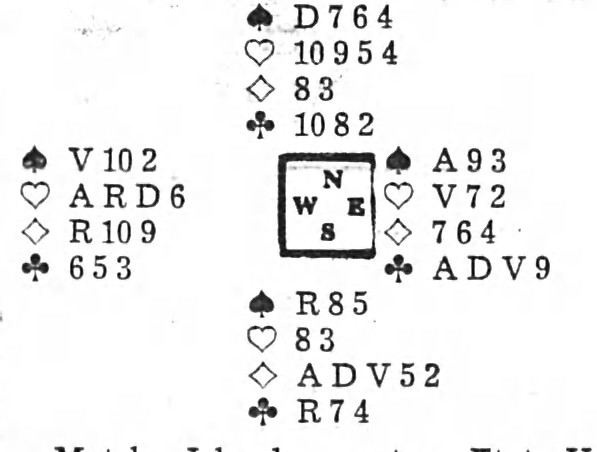 ♠ D 7 6 4
♡ 10 9 5 4
♢ 8 3
♣ 10 8 2
♠ V 10 2
♡ A R D 6
♢ R 10 9
♣ 6 5 3
N
W E
S
♠ A 9 3
♡ V 7 2
♢ 7 6 4
♣ A D V 9
♠ R 8 5
♡ 8 3
♢ A D V 5 2
♣ R 7 4